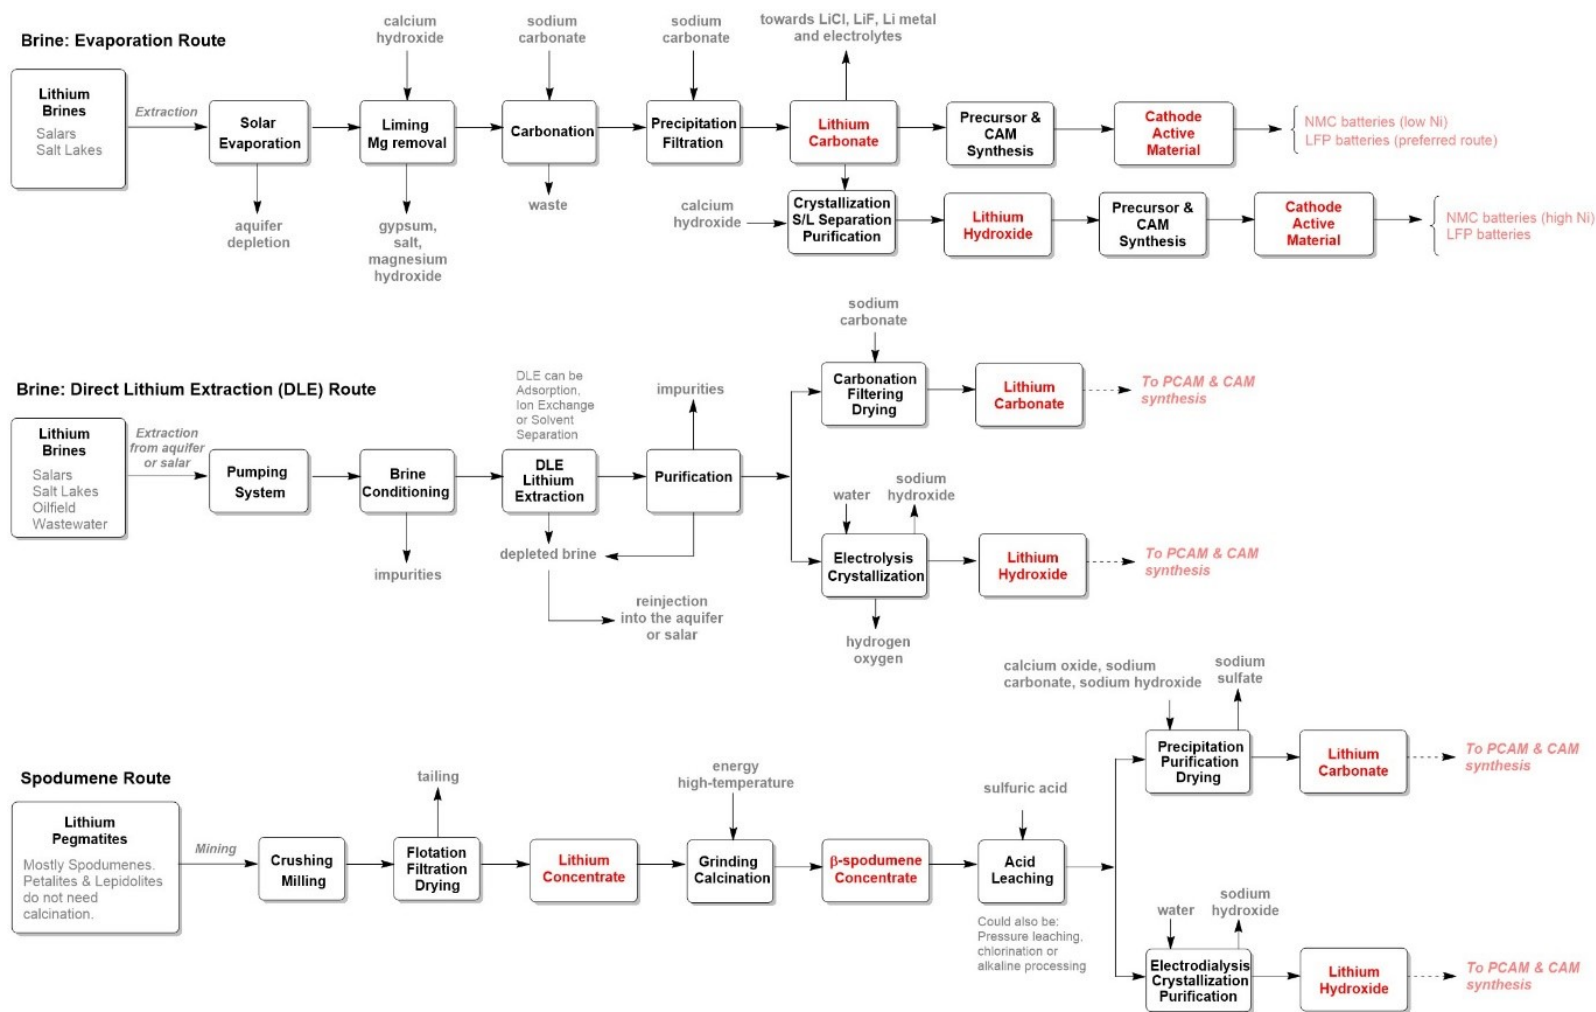 Brine: Evaporation Route
calcium
hydroxide
sodium
carbonate
sodium
carbonate
towards LiCl, LiF, Li metal
and electrolytes
Lithium
Brines
Salars
Salt Lakes
Extraction
Solar
Evaporation
Liming
Mg removal
Carbonation
Precipitation
Filtration
Lithium
Carbonate
Precursor &
CAM
Synthesis
Cathode
Active
Material
NMC batteries (low Ni)
LFP batteries (preferred route)
aquifer
depletion
gypsum,
salt,
magnesium
hydroxide
waste
calcium
hydroxide
Crystallization
S/L Separation
Purification
Lithium
Hydroxide
Precursor &
CAM
Synthesis
Cathode
Active
Material
NMC batteries (high Ni)
LFP batteries
Brine: Direct Lithium Extraction (DLE) Route
Lithium
Brines
Salars
Salt Lakes
Oilfield
Wastewater
Extraction
from aquifer
or salar
Pumping
System
Brine
Conditioning
impurities
DLE can be
Adsorption,
Ion Exchange
or Solvent
Separation
DLE
Lithium
Extraction
impurities
Purification
depleted brine
reinjection
into the aquifer
or salar
sodium
carbonate
Carbonation
Filtering
Drying
Lithium
Carbonate
To PCAM & CAM
synthesis
water
sodium
hydroxide
Electrolysis
Crystallization
hydrogen
oxygen
Lithium
Hydroxide
To PCAM & CAM
synthesis
Spodumene Route
Lithium
Pegmatites
Mostly Spodumenes.
Petalites & Lepidolites
do not need
calcination.
Mining
Crushing
Milling
tailing
Flotation
Filtration
Drying
Lithium
Concentrate
energy
high-temperature
Grinding
Calcination
β-spodumene
Concentrate
sulfuric acid
Acid
Leaching
Could also be:
Pressure leaching,
chlorination or
alkaline processing
calcium oxide, sodium
carbonate, sodium hydroxide
sodium
sulfate
Precipitation
Purification
Drying
Lithium
Carbonate
To PCAM & CAM
synthesis
water
sodium
hydroxide
Electrodialysis
Crystallization
Purification
Lithium
Hydroxide
To PCAM & CAM
synthesis